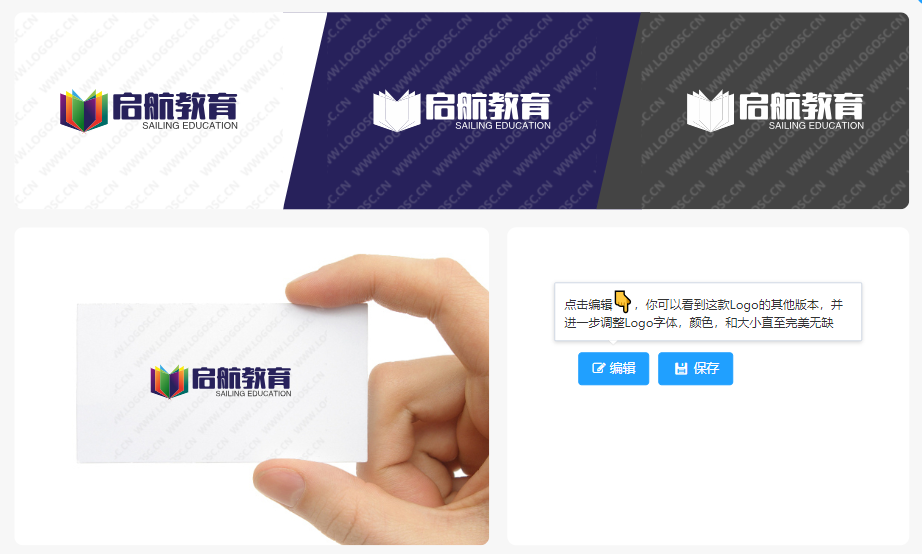 启航教育
SAILING EDUCATION
启航教育
SAILING EDUCATION
启航教育
SAILING EDUCATION
WWW.LOGOSC.CN
启航教育
SAILING EDUCATION
点击编辑👇，你可以看到这款Logo的其他版本，并
进一步调整Logo字体，颜色，和大小直至完美无缺
编辑
保存